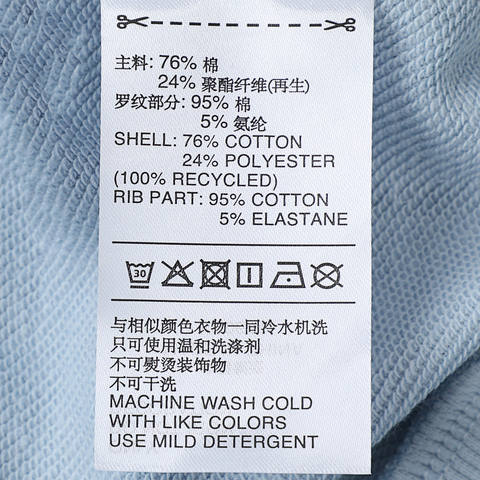 主料: 76% 棉
24% 聚酯纤维(再生)
罗纹部分: 95% 棉
5% 氨纶
SHELL: 76% COTTON
24% POLYESTER
(100% RECYCLED)
RIB PART: 95% COTTON
5% ELASTANE
30
与相似颜色衣物一同冷水机洗
只可使用温和洗涤剂
不可熨烫装饰物
不可干洗
MACHINE WASH COLD
WITH LIKE COLORS
USE MILD DETERGENT